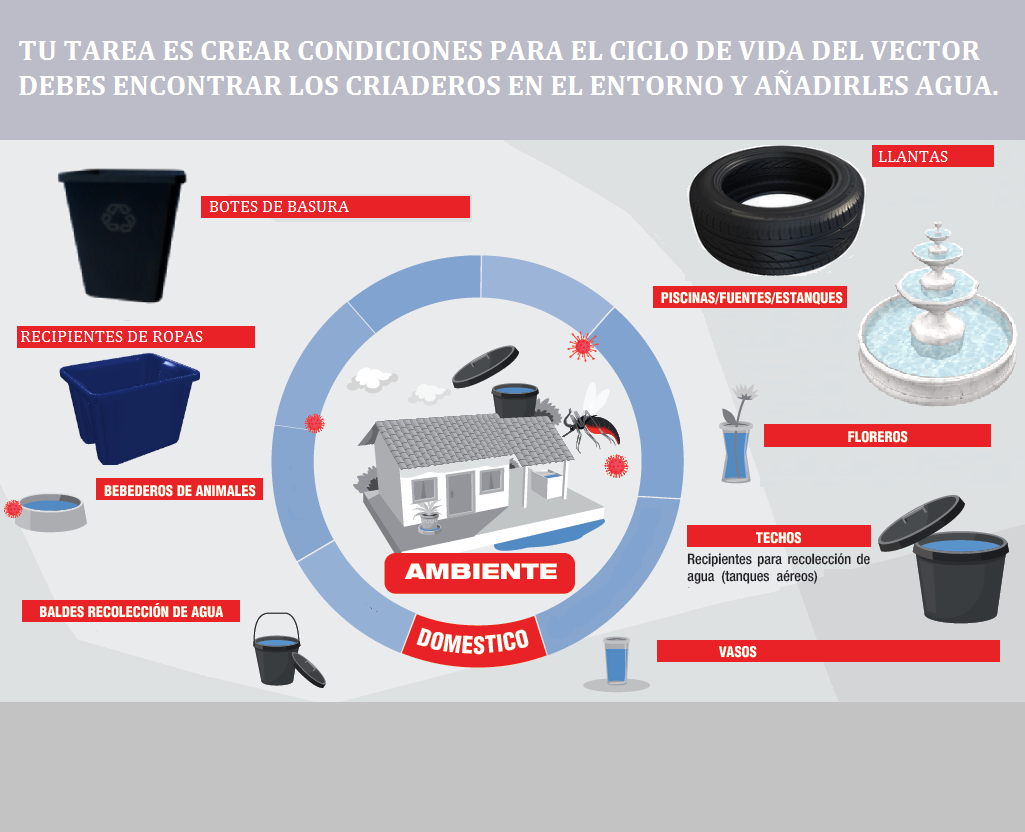 TU TAREA ES CREAR CONDICIONES PARA EL CICLO DE VIDA DEL VECTOR
DEBES ENCONTRAR LOS CRIADEROS EN EL ENTORNO Y AÑADIRLES AGUA.
LLANTAS
BOTES DE BASURA
PISCINAS/FUENTES/ESTANQUES
RECIPIENTES DE ROPAS
FLOREROS
BEBEDEROS DE ANIMALES
TECHOS
Recipientes para recolección de
agua (tanques aéreos)
AMBIENTE
BALDES RECOLECCIÓN DE AGUA
DOMESTICO
VASOS